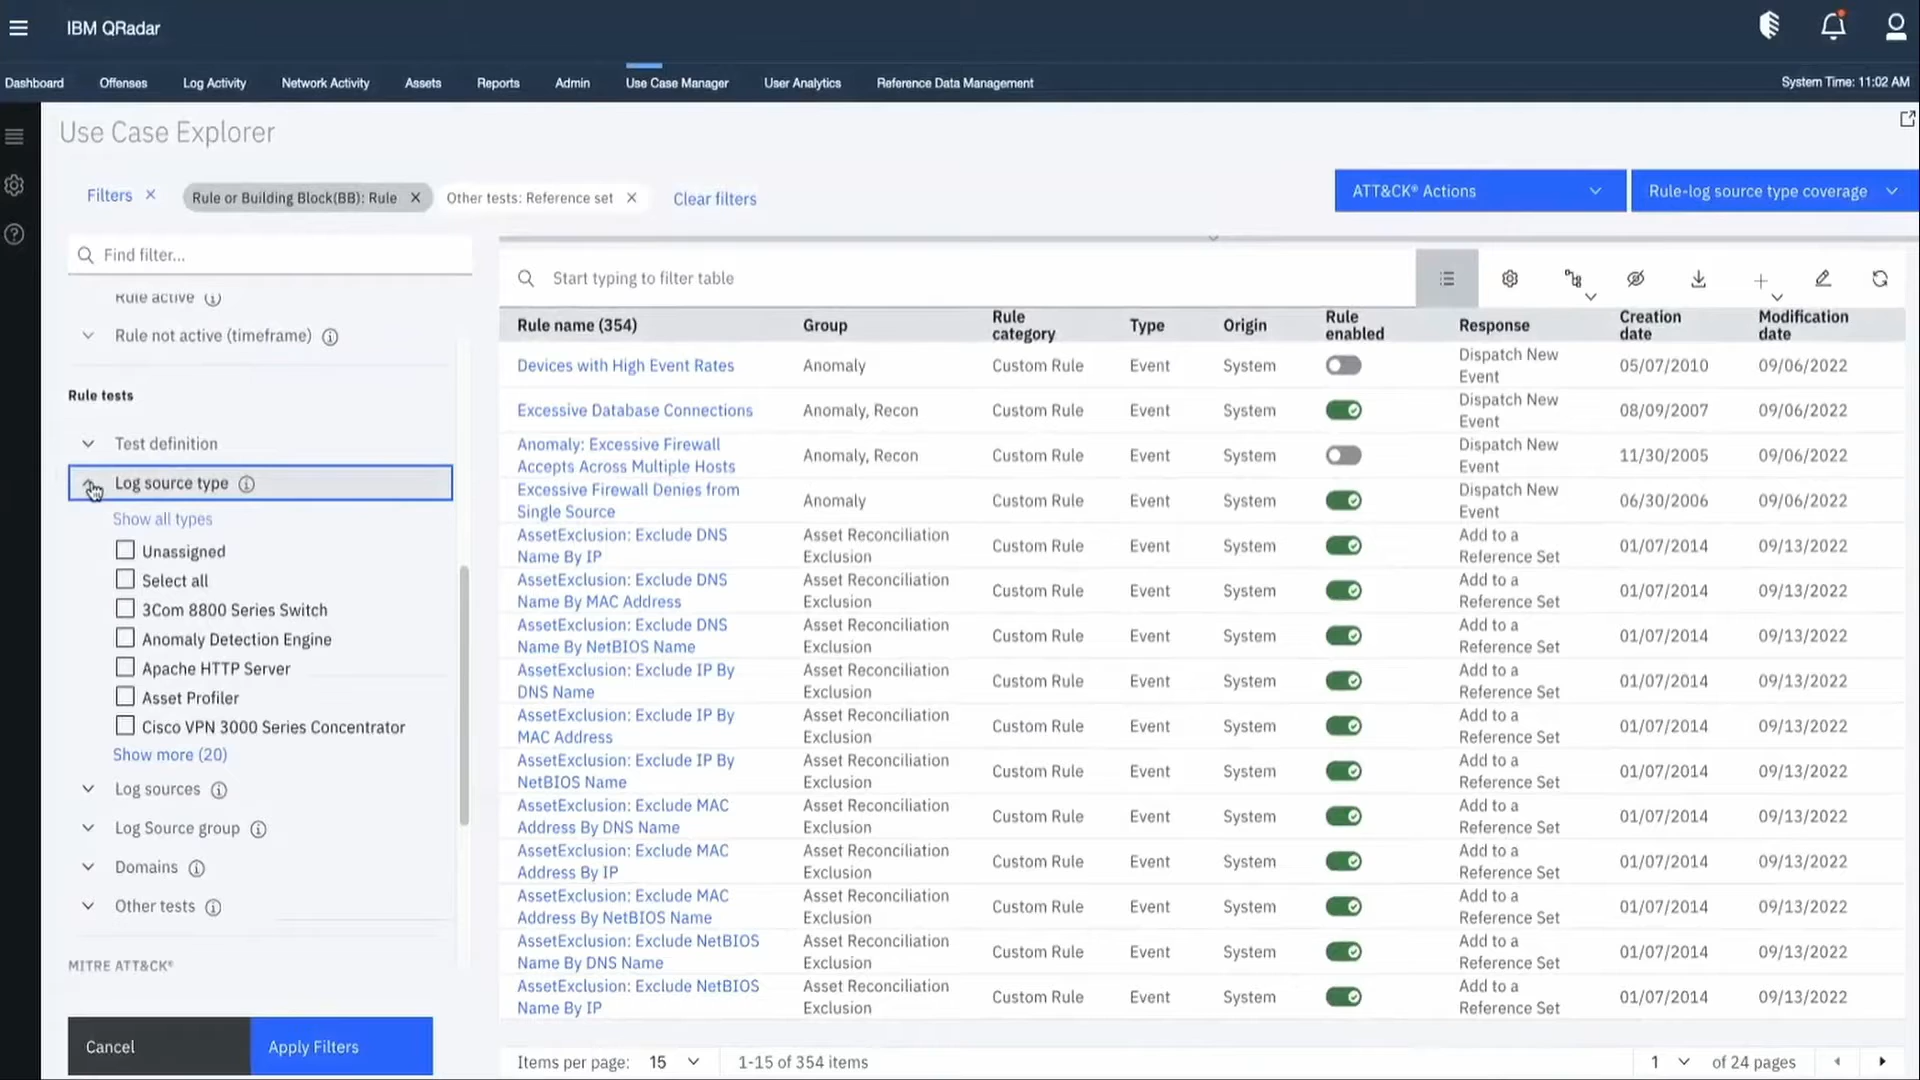 IBM QRadar
Dashboard Offenses Log Activity Network Activity Assets Reports Admin Use Case Manager User Analytics Reference Data Management System Time: 11:02 AM
Use Case Explorer
Filters Rule or Building Block(BB): Rule Other tests: Reference set Clear filters ATT&CK® Actions Rule-log source type coverage
Find filter...
Rule active
Rule not active (timeframe)
Rule tests
Test definition
Log source type
Show all types
Unassigned
Select all
3Com 8800 Series Switch
Anomaly Detection Engine
Apache HTTP Server
Asset Profiler
Cisco VPN 3000 Series Concentrator
Show more (20)
Log sources
Log Source group
Domains
Other tests
MITRE ATT&CK®
Cancel Apply Filters
Start typing to filter table
Rule name (354) Group Rule category Type Origin Rule enabled Response Creation date Modification date
Devices with High Event Rates Anomaly Custom Rule Event System Dispatch New Event 05/07/2010 09/06/2022
Excessive Database Connections Anomaly, Recon Custom Rule Event System Dispatch New Event 08/09/2007 09/06/2022
Anomaly: Excessive Firewall Accepts Across Multiple Hosts Anomaly, Recon Custom Rule Event System Dispatch New Event 11/30/2005 09/06/2022
Excessive Firewall Denies from Single Source Anomaly Custom Rule Event System Dispatch New Event 06/30/2006 09/06/2022
AssetExclusion: Exclude DNS Name By IP Asset Reconciliation Exclusion Custom Rule Event System Add to a Reference Set 01/07/2014 09/13/2022
AssetExclusion: Exclude DNS Name By MAC Address Asset Reconciliation Exclusion Custom Rule Event System Add to a Reference Set 01/07/2014 09/13/2022
AssetExclusion: Exclude DNS Name By NetBIOS Name Asset Reconciliation Exclusion Custom Rule Event System Add to a Reference Set 01/07/2014 09/13/2022
AssetExclusion: Exclude IP By DNS Name Asset Reconciliation Exclusion Custom Rule Event System Add to a Reference Set 01/07/2014 09/13/2022
AssetExclusion: Exclude IP By MAC Address Asset Reconciliation Exclusion Custom Rule Event System Add to a Reference Set 01/07/2014 09/13/2022
AssetExclusion: Exclude IP By NetBIOS Name Asset Reconciliation Exclusion Custom Rule Event System Add to a Reference Set 01/07/2014 09/13/2022
AssetExclusion: Exclude MAC Address By DNS Name Asset Reconciliation Exclusion Custom Rule Event System Add to a Reference Set 01/07/2014 09/13/2022
AssetExclusion: Exclude MAC Address By IP Asset Reconciliation Exclusion Custom Rule Event System Add to a Reference Set 01/07/2014 09/13/2022
AssetExclusion: Exclude MAC Address By NetBIOS Name Asset Reconciliation Exclusion Custom Rule Event System Add to a Reference Set 01/07/2014 09/13/2022
AssetExclusion: Exclude NetBIOS Name By DNS Name Asset Reconciliation Exclusion Custom Rule Event System Add to a Reference Set 01/07/2014 09/13/2022
AssetExclusion: Exclude NetBIOS Name By IP Asset Reconciliation Exclusion Custom Rule Event System Add to a Reference Set 01/07/2014 09/13/2022
Items per page: 15 1-15 of 354 items 1 of 24 pages